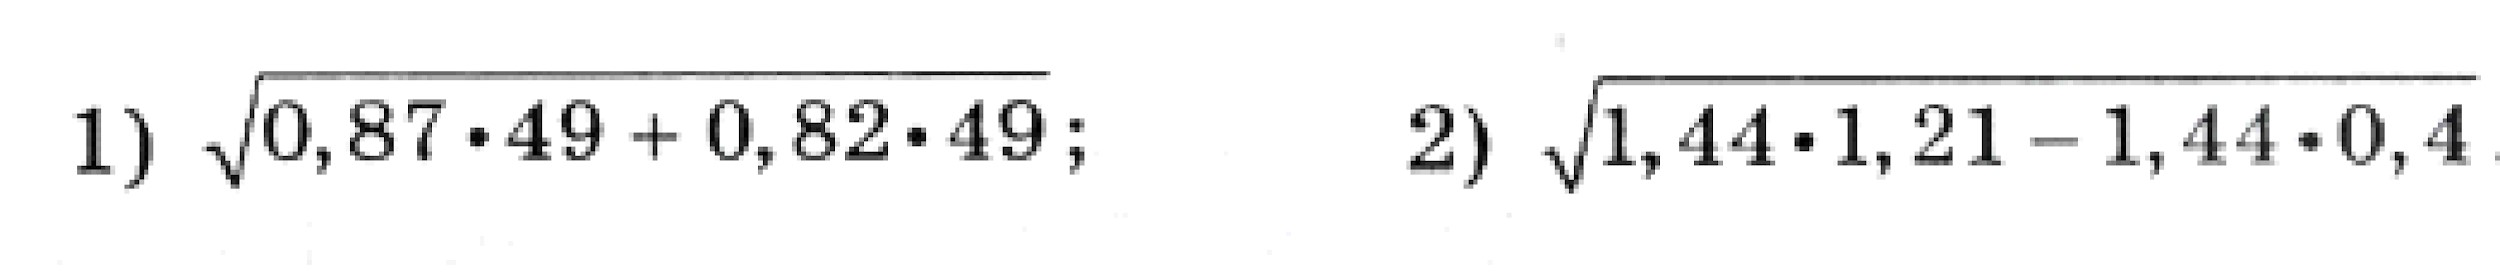 1) √0,87·49 + 0,82·49; 2) √1,44·1,21 − 1,44·0,4.